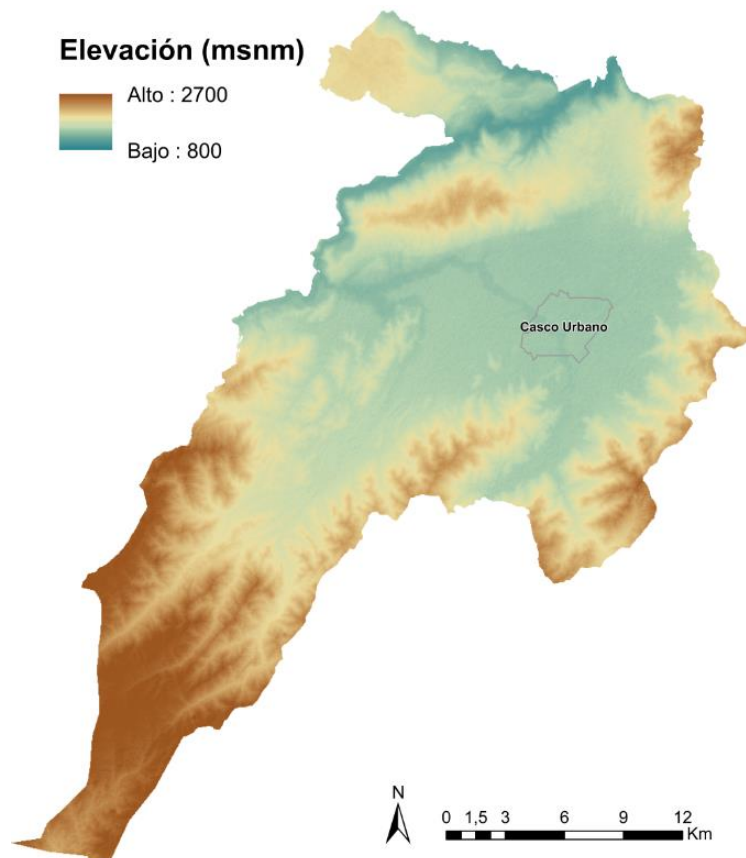 Elevación (msnm)
Alto : 2700
Bajo : 800
Casco Urbano
N
0 1,5 3 6 9 12
Km